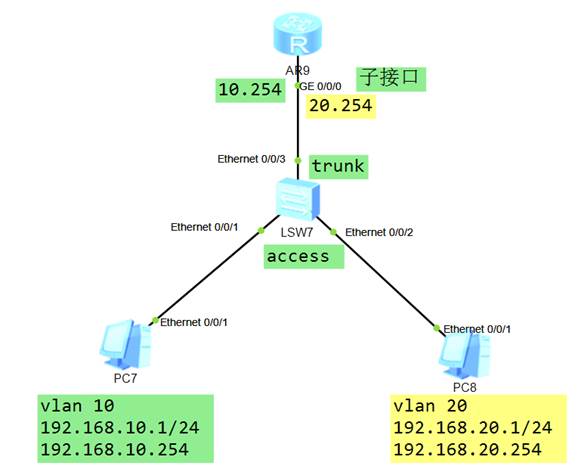 R
AR9
子接口
10.254
GE 0/0/0
20.254
Ethernet 0/0/3
trunk
Ethernet 0/0/1
LSW7
Ethernet 0/0/2
access
Ethernet 0/0/1
Ethernet 0/0/1
PC7
PC8
vlan 10
192.168.10.1/24
192.168.10.254
vlan 20
192.168.20.1/24
192.168.20.254